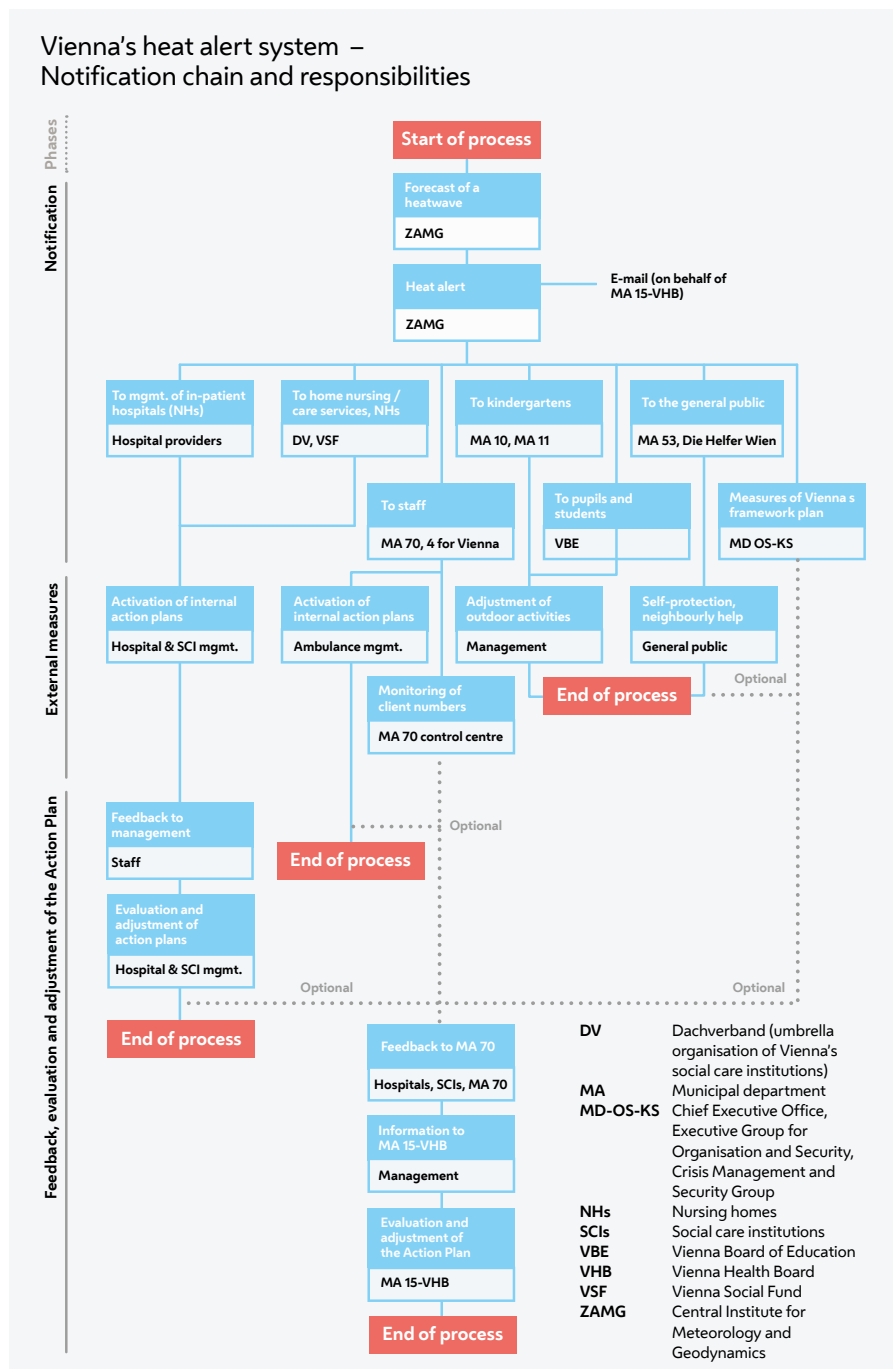 Vienna's heat alert system –
Notification chain and responsibilities
Phases
Start of process
Notification
Forecast of a
heatwave
ZAMG
Heat alert
ZAMG
E-mail (on behalf of
MA 15-VHB)
To mgmt. of in-patient
hospitals (NHs)
Hospital providers
To home nursing /
care services, NHs
DV, VSF
To kindergartens
MA 10, MA 11
To the general public
MA 53, Die Helfer Wien
To staff
MA 70, 4 for Vienna
To pupils and
students
VBE
Measures of Vienna s
framework plan
MD OS-KS
External measures
Activation of internal
action plans
Hospital & SCI mgmt.
Activation of
internal action plans
Ambulance mgmt.
Adjustment of
outdoor activities
Management
Self-protection,
neighbourly help
General public
Optional
End of process
Monitoring of
client numbers
MA 70 control centre
Feedback, evaluation and adjustment of the Action Plan
Feedback to
management
Staff
Optional
End of process
Evaluation and
adjustment of
action plans
Hospital & SCI mgmt.
Optional
Optional
End of process
Feedback to MA 70
Hospitals, SCIs, MA 70
Information to
MA 15-VHB
Management
Evaluation and
adjustment of
the Action Plan
MA 15-VHB
End of process
DV Dachverband (umbrella
organisation of Vienna's
social care institutions)
MA Municipal department
MD-OS-KS Chief Executive Office,
Executive Group for
Organisation and Security,
Crisis Management and
Security Group
NHs Nursing homes
SCIs Social care institutions
VBE Vienna Board of Education
VHB Vienna Health Board
VSF Vienna Social Fund
ZAMG Central Institute for
Meteorology and
Geodynamics